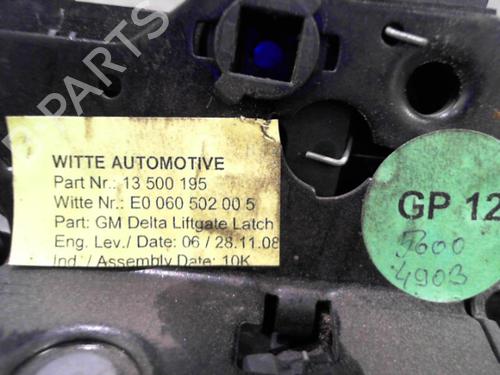 WITTE AUTOMOTIVE
Part Nr.: 13 500 195
Witte Nr.: E0 060 502 00 5
Part: GM Delta Liftgate Latch
Eng. Lev./ Date: 06 / 28.11.08
Ind. / Assembly Date: 10K
GP 12
5600
4903